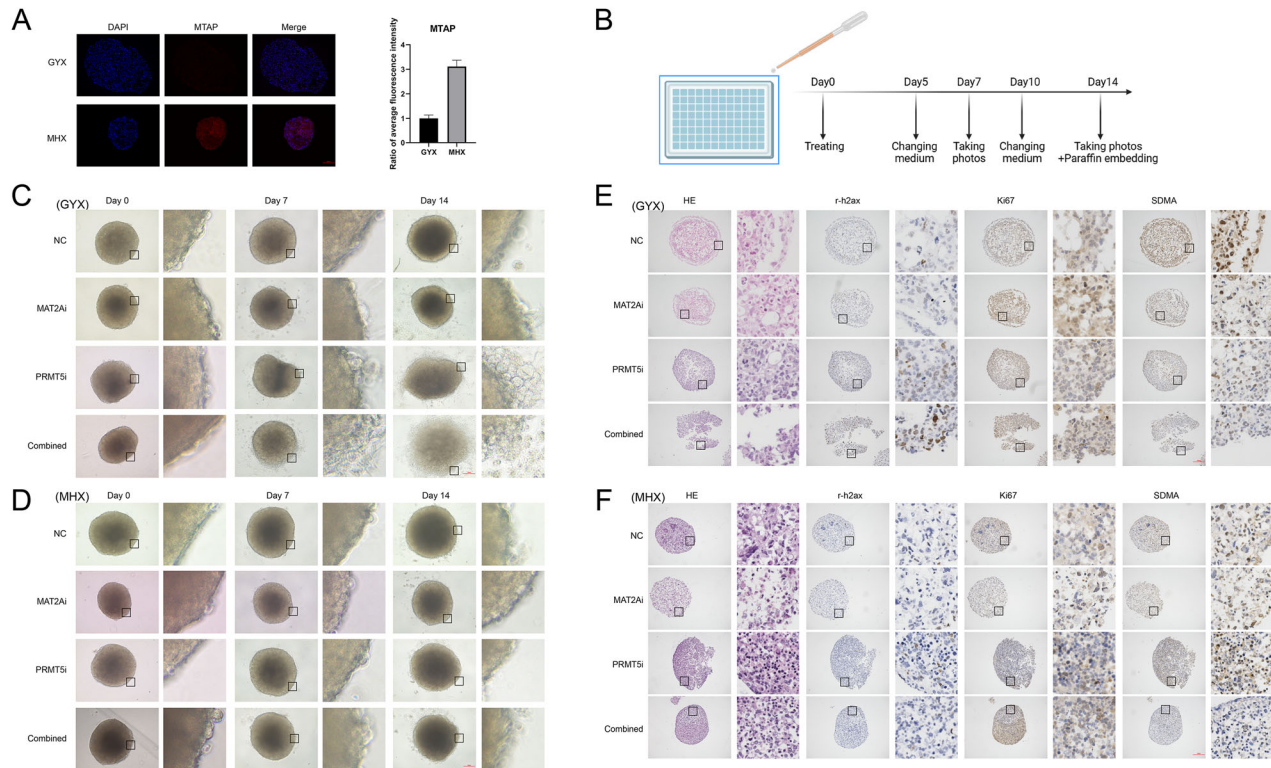 A
DAPI
MTAP
Merge
GYX
MHX
MTAP
Ratio of average fluorescence intensity
4
3
2
1
0
GYX
MHX
B
Day0
Day5
Day7
Day10
Day14
Treating
Changing
medium
Taking
photos
Changing
medium
Taking photos
+Paraffin embedding
C
(GYX)
Day 0
Day 7
Day 14
NC
MAT2Ai
PRMT5i
Combined
D
(MHX)
Day 0
Day 7
Day 14
NC
MAT2Ai
PRMT5i
Combined
E
(GYX)
HE
r-h2ax
Ki67
SDMA
NC
MAT2Ai
PRMT5i
Combined
F
(MHX)
HE
r-h2ax
Ki67
SDMA
NC
MAT2Ai
PRMT5i
Combined